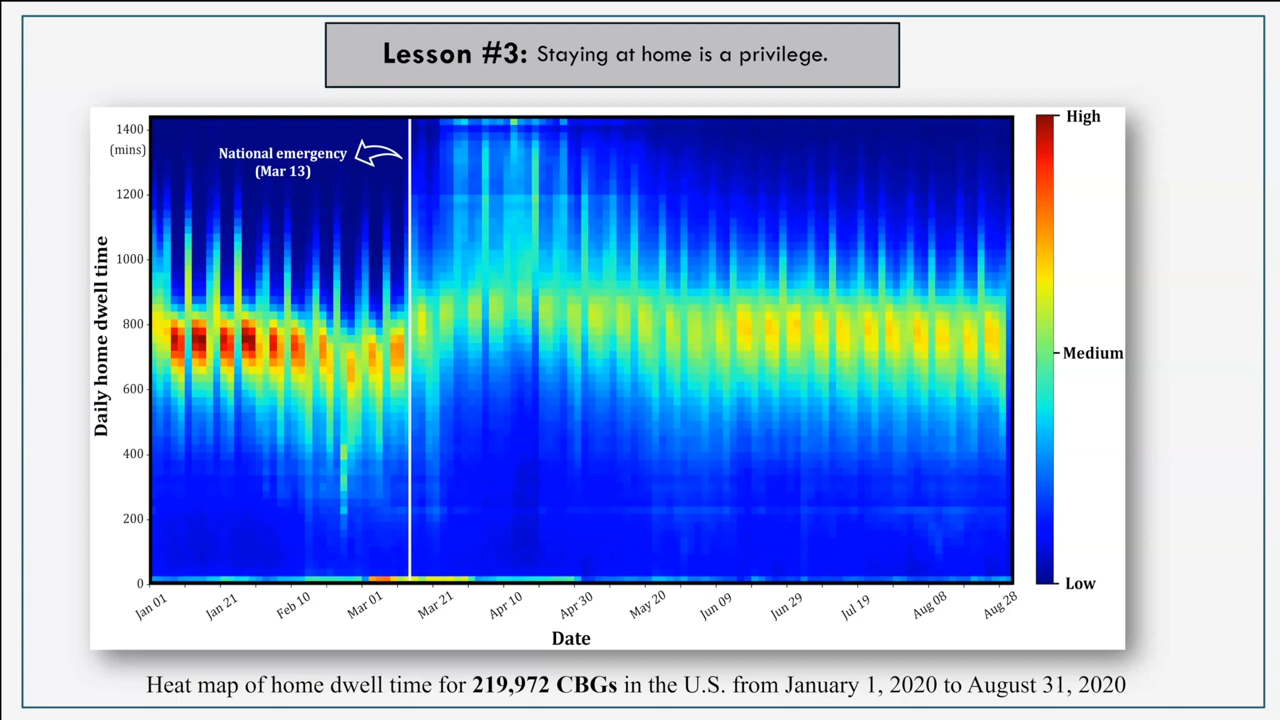 Lesson #3: Staying at home is a privilege.
High
1400
(mins)
National emergency
(Mar 13)
1200
1000
800
Medium
600
400
200
0
Low
Daily home dwell time
Jan 01
Jan 21
Feb 10
Mar 01
Mar 21
Apr 10
Apr 30
May 20
Jun 09
Jun 29
Jul 19
Aug 08
Aug 28
Date
Heat map of home dwell time for 219,972 CBGs in the U.S. from January 1, 2020 to August 31, 2020